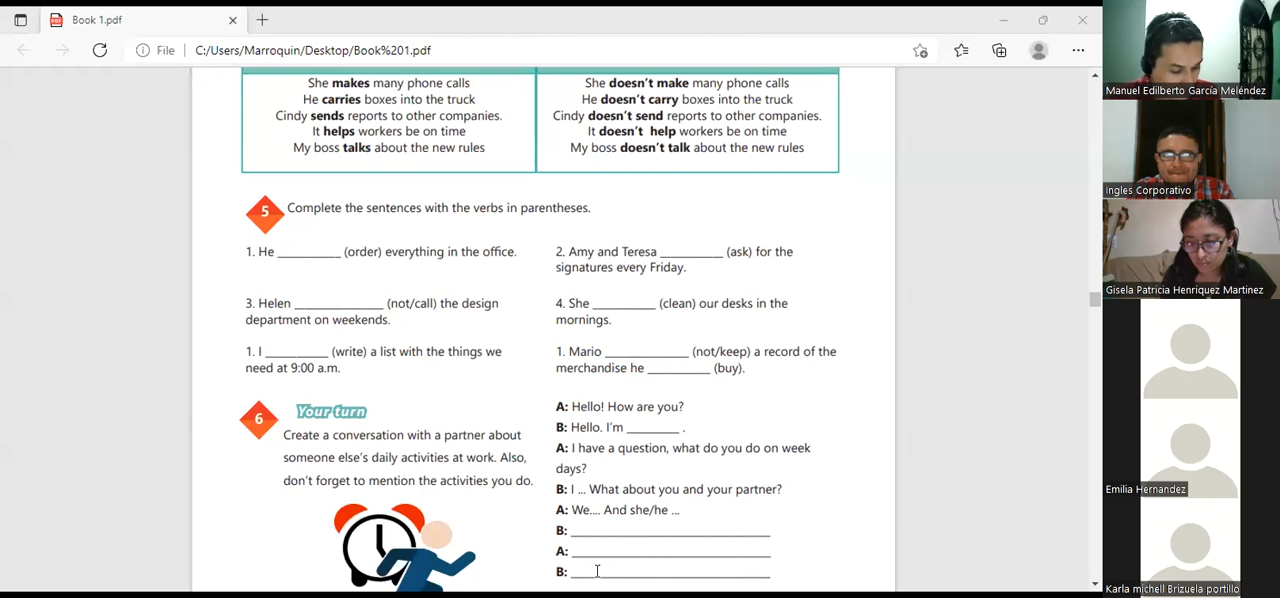 Book 1.pdf
File
C:/Users/Marroquin/Desktop/Book%201.pdf
She makes many phone calls
He carries boxes into the truck
Cindy sends reports to other companies.
It helps workers be on time
My boss talks about the new rules
She doesn't make many phone calls
He doesn't carry boxes into the truck
Cindy doesn't send reports to other companies.
It doesn't help workers be on time
My boss doesn't talk about the new rules
5 Complete the sentences with the verbs in parentheses.
1. He __________ (order) everything in the office.
2. Amy and Teresa __________ (ask) for the
signatures every Friday.
3. Helen ______________ (not/call) the design
department on weekends.
4. She __________ (clean) our desks in the
mornings.
1. I __________ (write) a list with the things we
need at 9:00 a.m.
1. Mario _____________ (not/keep) a record of the
merchandise he __________ (buy).
6 Your turn
Create a conversation with a partner about
someone else's daily activities at work. Also,
don't forget to mention the activities you do.
A: Hello! How are you?
B: Hello. I'm ________ .
A: I have a question, what do you do on week
days?
B: I ... What about you and your partner?
A: We.... And she/he ...
B: ________________________________
A: ________________________________
B: ________________________________
Manuel Edilberto García Meléndez
Ingles Corporativo
Gisela Patricia Henriquez Martinez
Emilia Hernandez
Karla michell Brizuela portillo